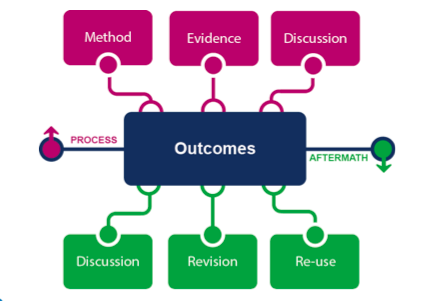 Method
Evidence
Discussion
PROCESS
Outcomes
AFTERMATH
Discussion
Revision
Re-use